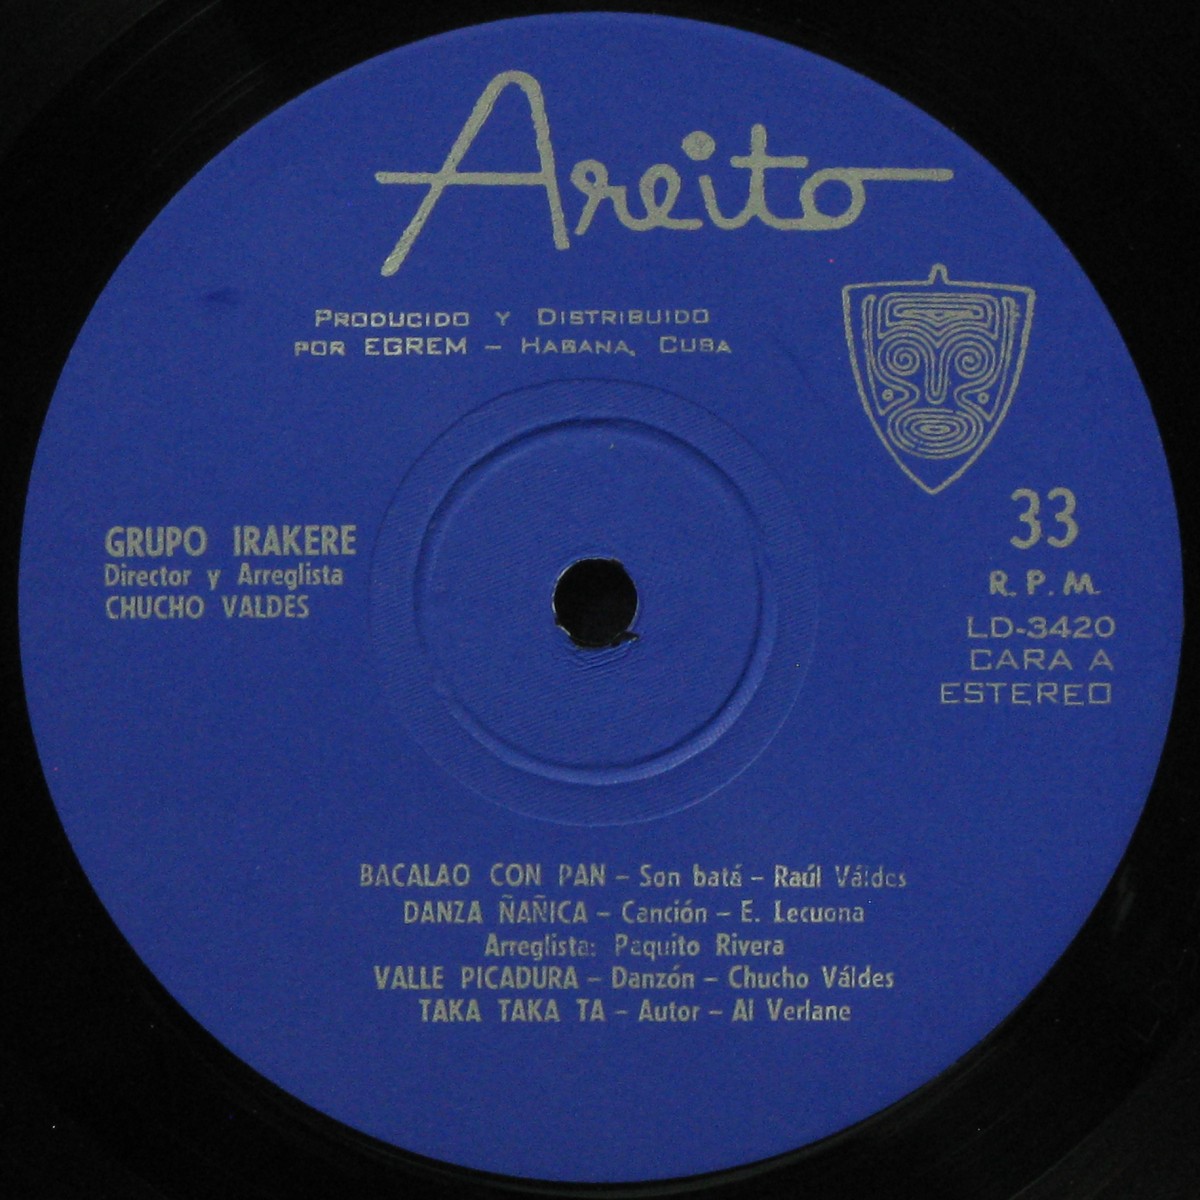 Areito
PRODUCIDO Y DISTRIBUIDO
POR EGREM – HABANA, CUBA
33
R. P. M.
LD-3420
CARA A
ESTEREO
GRUPO IRAKERE
Director y Arreglista
CHUCHO VALDES
BACALAO CON PAN – Son batá – Raúl Váldes
DANZA ÑAÑICA – Canción – E. Lecuona
Arreglista: Paquito Rivera
VALLE PICADURA – Danzón – Chucho Váldes
TAKA TAKA TA – Autor – Al Verlane